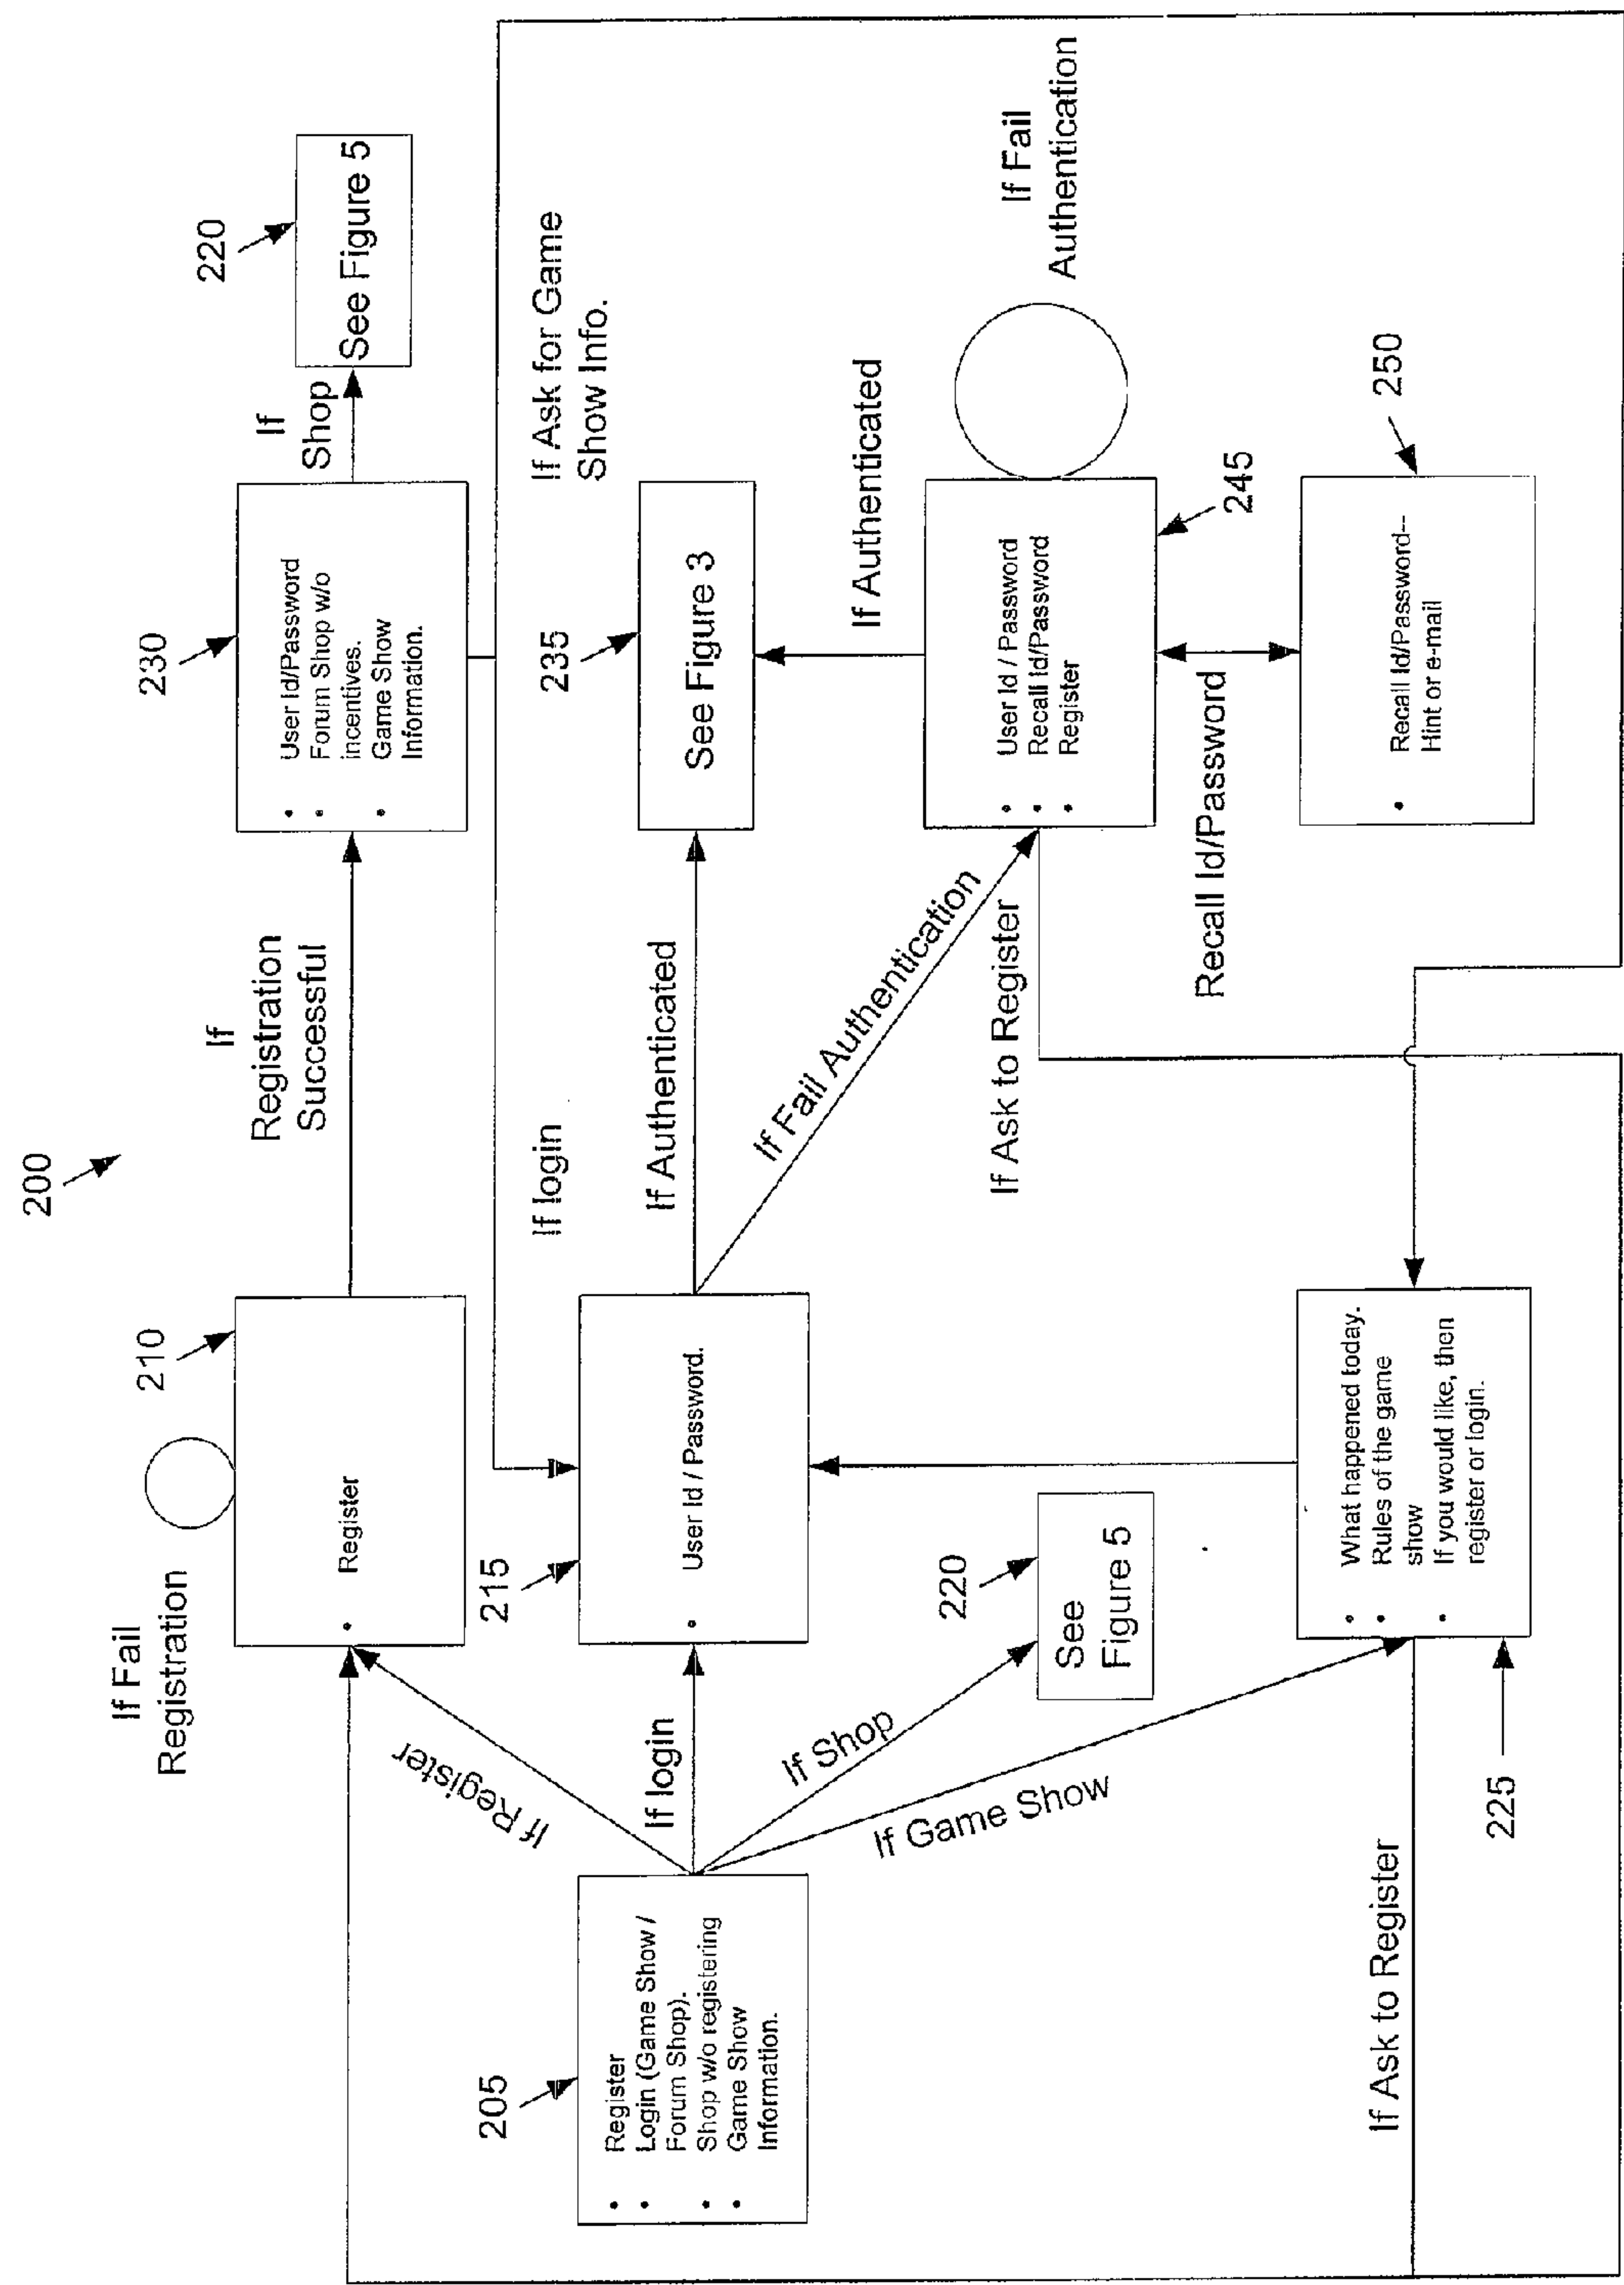 200
If Fail
Registration
210
• Register
If
Registration
Successful
230
• User Id/Password
• Forum Shop w/o
incentives.
• Game Show
Information.
If
Shop
220
See Figure 5
If Register
205
• Register
• Login (Game Show /
Forum Shop).
• Shop w/o registering
• Game Show
Information.
If login
215
• User Id / Password.
If login
If Authenticated
235
See Figure 3
If Ask for Game
Show Info.
If Shop
220
See
Figure 5
If Game Show
If Fail Authentication
If Authenticated
• User Id / Password
• Recall Id/Password
• Register
245
If Fail
Authentication
If Ask to Register
Recall Id/Password
250
• Recall Id/Password--
Hint or e-mail
• What happened today.
• Rules of the game
show
• If you would like, then
register or login.
225
If Ask to Register